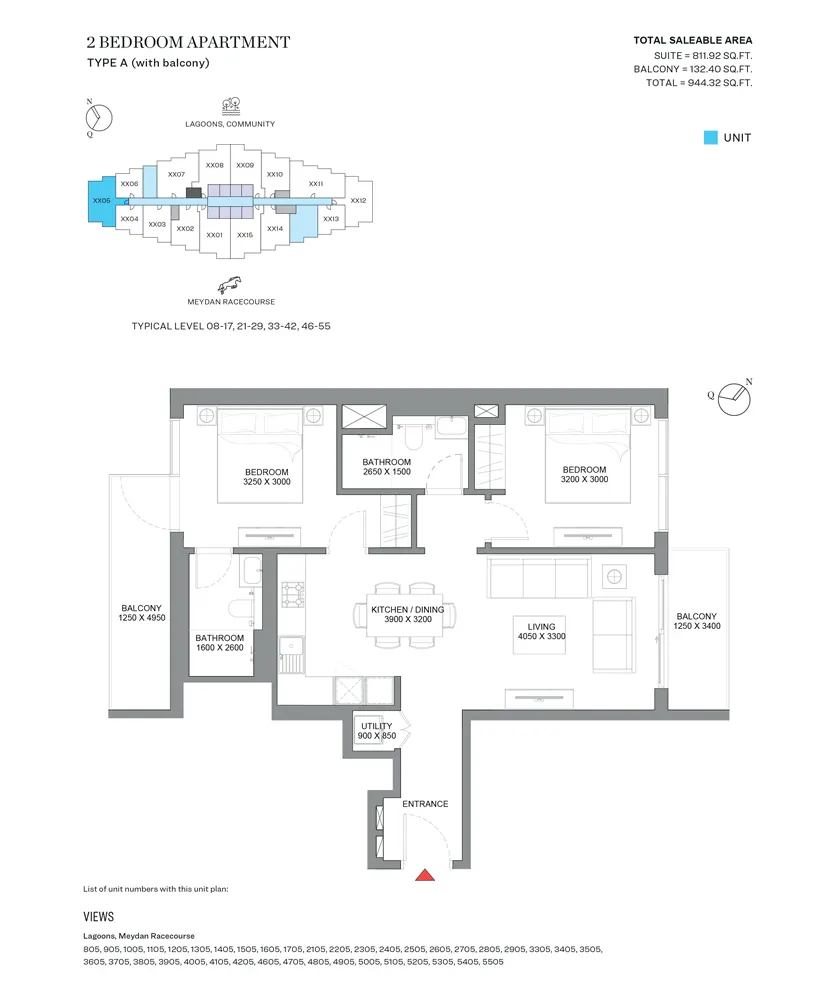 2 BEDROOM APARTMENT
TYPE A (with balcony)
TOTAL SALEABLE AREA
SUITE = 811.92 SQ.FT.
BALCONY = 132.40 SQ.FT.
TOTAL = 944.32 SQ.FT.
UNIT
N
Q
LAGOONS, COMMUNITY
XX08 XX09
XX07 XX10
XX06 XX11
XX05 XX12
XX04 XX13
XX03 XX14
XX02
XX01 XX15
MEYDAN RACECOURSE
TYPICAL LEVEL 08-17, 21-29, 33-42, 46-55
N
Q
BEDROOM
3250 X 3000
BATHROOM
2650 X 1500
BEDROOM
3200 X 3000
BALCONY
1250 X 4950
BATHROOM
1600 X 2600
KITCHEN / DINING
3900 X 3200
LIVING
4050 X 3300
BALCONY
1250 X 3400
UTILITY
900 X 850
ENTRANCE
List of unit numbers with this unit plan:
VIEWS
Lagoons, Meydan Racecourse
805, 905, 1005, 1105, 1205, 1305, 1405, 1505, 1605, 1705, 2105, 2205, 2305, 2405, 2505, 2605, 2705, 2805, 2905, 3305, 3405, 3505,
3605, 3705, 3805, 3905, 4005, 4105, 4205, 4605, 4705, 4805, 4905, 5005, 5105, 5205, 5305, 5405, 5505